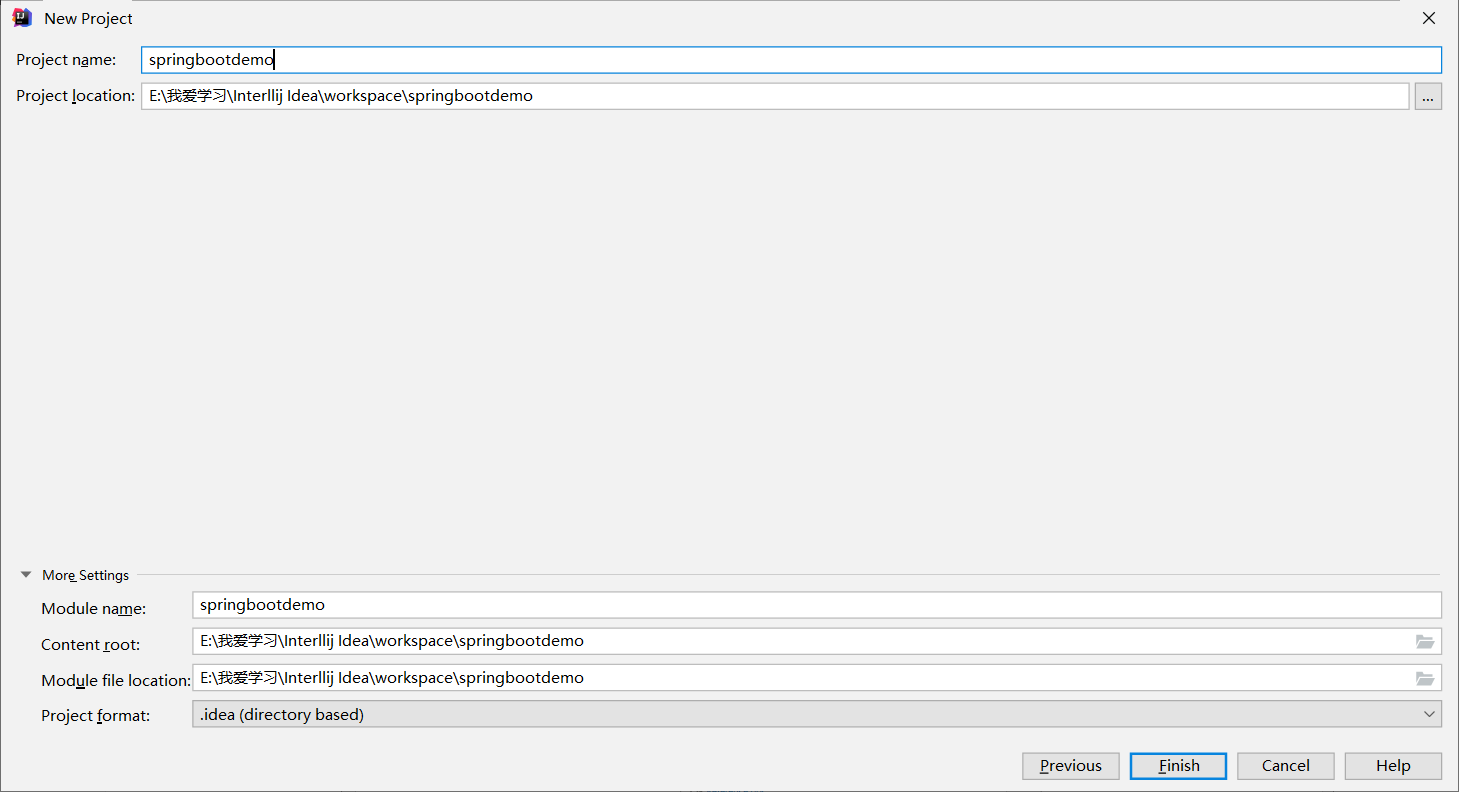 New Project
Project name: springbootdemo
Project location: E:\我爱学习\Interllij Idea\workspace\springbootdemo ...
More Settings
Module name: springbootdemo
Content root: E:\我爱学习\Interllij Idea\workspace\springbootdemo
Module file location: E:\我爱学习\Interllij Idea\workspace\springbootdemo
Project format: .idea (directory based)
Previous Finish Cancel Help